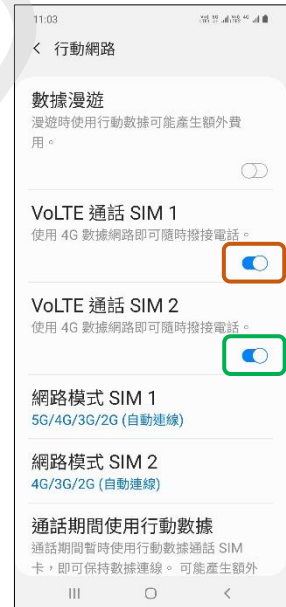 11:03
行動網路
數據漫遊
漫遊時使用行動數據可能產生額外費
用。
VoLTE 通話 SIM 1
使用 4G 數據網路即可隨時撥接電話。
VoLTE 通話 SIM 2
使用 4G 數據網路即可隨時撥接電話。
網路模式 SIM 1
5G/4G/3G/2G (自動連線)
網路模式 SIM 2
4G/3G/2G (自動連線)
通話期間使用行動數據
通話期間暫時使用行動數據通話 SIM
卡，即可保持數據連線。 可能產生額外